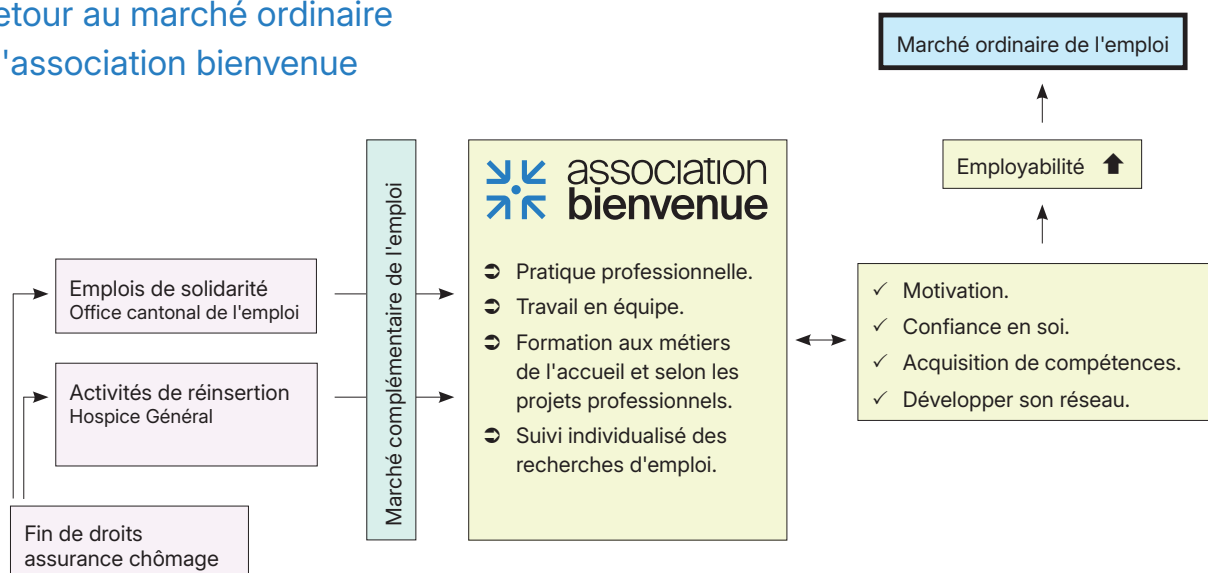 etour au marché ordinaire
'association bienvenue
Marché ordinaire de l'emploi
Employabilité
Marché complémentaire de l'emploi
association
bienvenue
Pratique professionnelle.
Travail en équipe.
Formation aux métiers
de l'accueil et selon les
projets professionnels.
Suivi individualisé des
recherches d'emploi.
Emplois de solidarité
Office cantonal de l'emploi
Activités de réinsertion
Hospice Général
Fin de droits
assurance chômage
Motivation.
Confiance en soi.
Acquisition de compétences.
Développer son réseau.